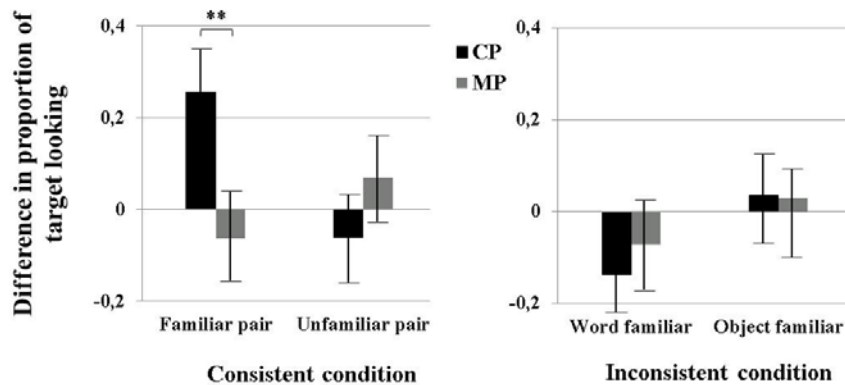 Difference in proportion of
target looking
0,4
0,2
0
-0,2
**
Familiar pair
Unfamiliar pair
Consistent condition
CP
MP
0,4
0,2
0
-0,2
Word familiar
Object familiar
Inconsistent condition